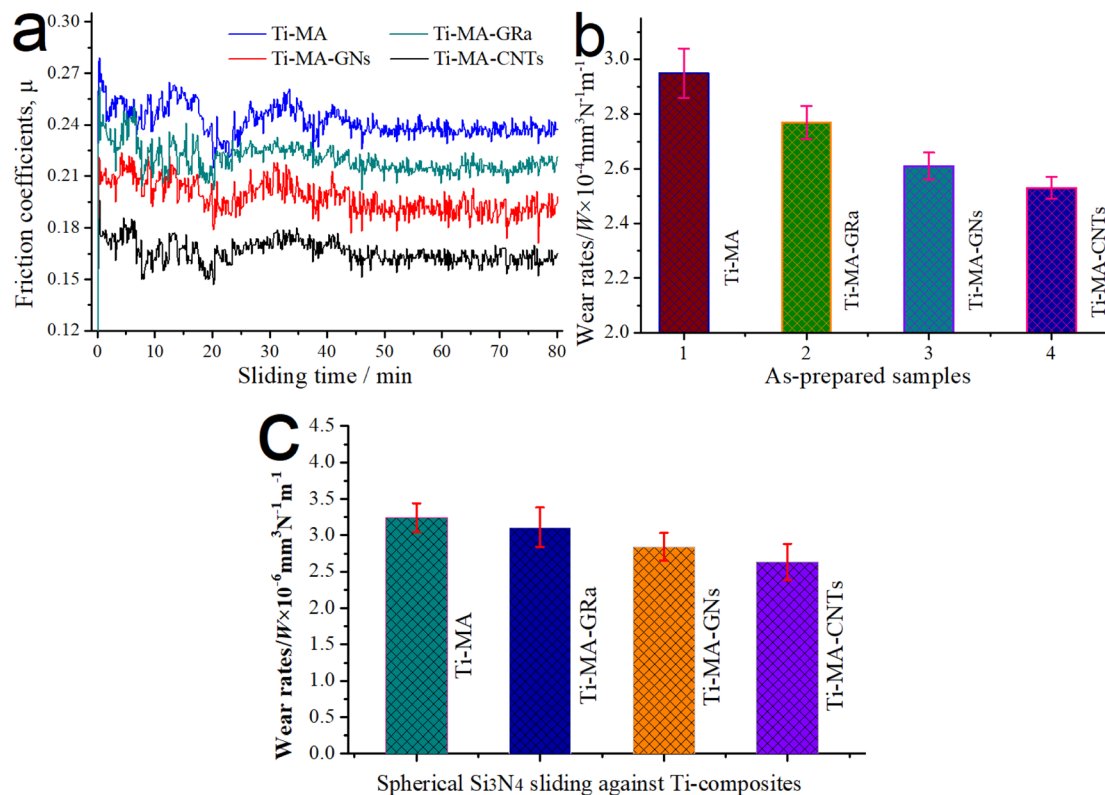 a
Friction coefficients, μ
0.30
0.27
0.24
0.21
0.18
0.15
0.12
Ti-MA
Ti-MA-GRa
Ti-MA-GNs
Ti-MA-CNTs
0 10 20 30 40 50 60 70 80
Sliding time / min
b
Wear rates/W×10⁻⁴mm³N⁻¹m⁻¹
3.0
2.8
2.6
2.4
2.2
2.0
Ti-MA
Ti-MA-GRa
Ti-MA-GNs
Ti-MA-CNTs
1 2 3 4
As-prepared samples
C
Wear rates/W×10⁻⁶mm³N⁻¹m⁻¹
4.5
4.0
3.5
3.0
2.5
2.0
1.5
1.0
0.5
0.0
Ti-MA
Ti-MA-GRa
Ti-MA-GNs
Ti-MA-CNTs
Spherical Si3N4 sliding against Ti-composites